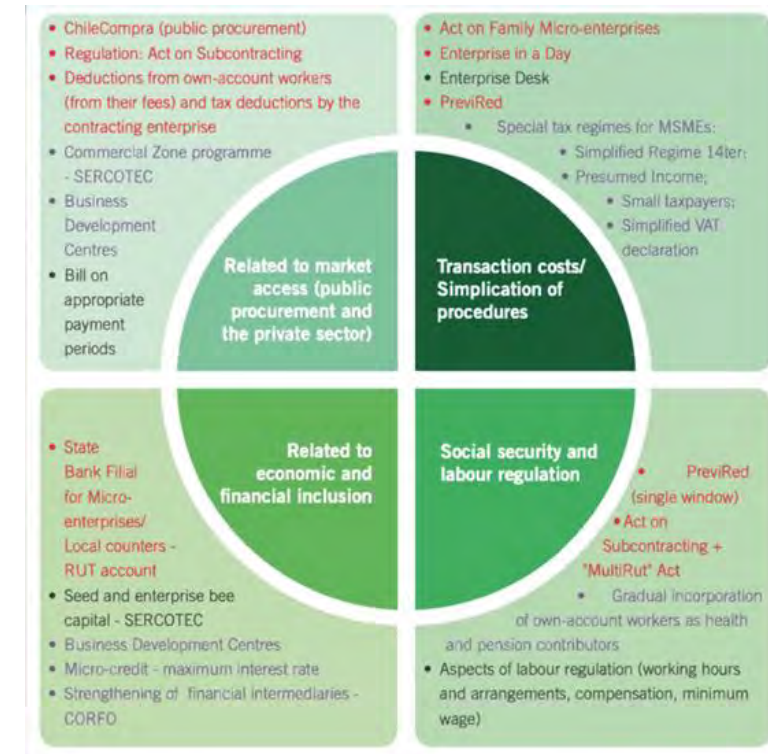 • ChileCompra (public procurement)
• Regulation: Act on Subcontracting
• Deductions from own-account workers
(from their fees) and tax deductions by the
contracting enterprise
• Commercial Zone programme
- SERCOTEC
• Business
Development
Centres
• Bill on
appropriate
payment
periods
Related to market
access (public
procurement and
the private sector)
• Act on Family Micro-enterprises
• Enterprise in a Day
• Enterprise Desk
• PreviRed
• Special tax regimes for MSMEs:
• Simplified Regime 14ter;
• Presumed Income;
• Small taxpayers;
• Simplified VAT
declaration
Transaction costs/
Simplication of
procedures
• State
Bank Filial
for Micro-
enterprises/
Local counters -
RUT account
• Seed and enterprise bee
capital - SERCOTEC
• Business Development Centres
• Micro-credit - maximum interest rate
• Strengthening of financial intermediaries -
CORFO
Related to
economic and
financial inclusion
Social security and
labour regulation
• PreviRed
(single window)
• Act on
Subcontracting +
"MultiRut" Act
• Gradual incorporation
of own-account workers as health
and pension contributors
• Aspects of labour regulation (working hours
and arrangements, compensation, minimum
wage)